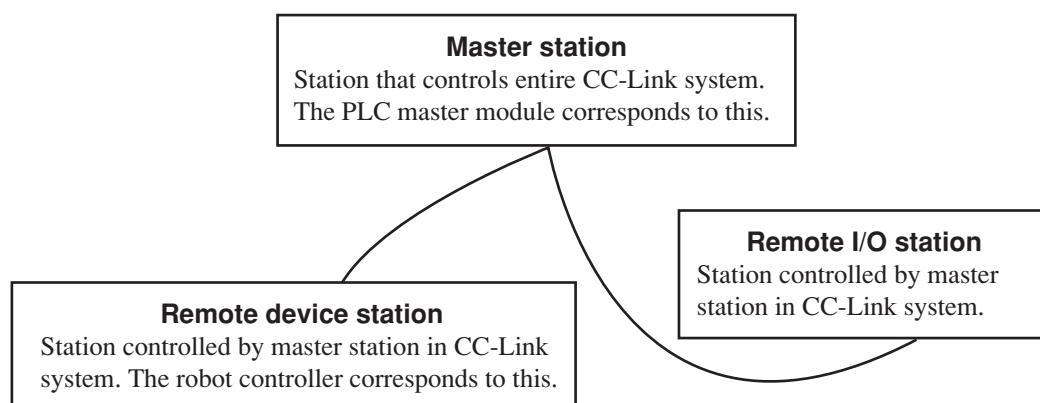 Master station
Station that controls entire CC-Link system.
The PLC master module corresponds to this.
Remote I/O station
Station controlled by master
station in CC-Link system.
Remote device station
Station controlled by master station in CC-Link
system. The robot controller corresponds to this.